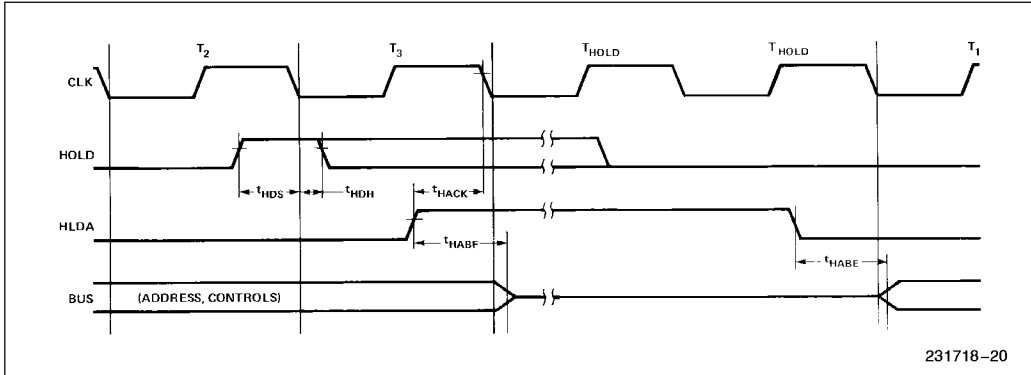 T2 T3 THOLD THOLD T1
CLK
HOLD
tHDS tHDH tHACK
HLDA
tHABF tHABE
BUS (ADDRESS, CONTROLS)
231718–20